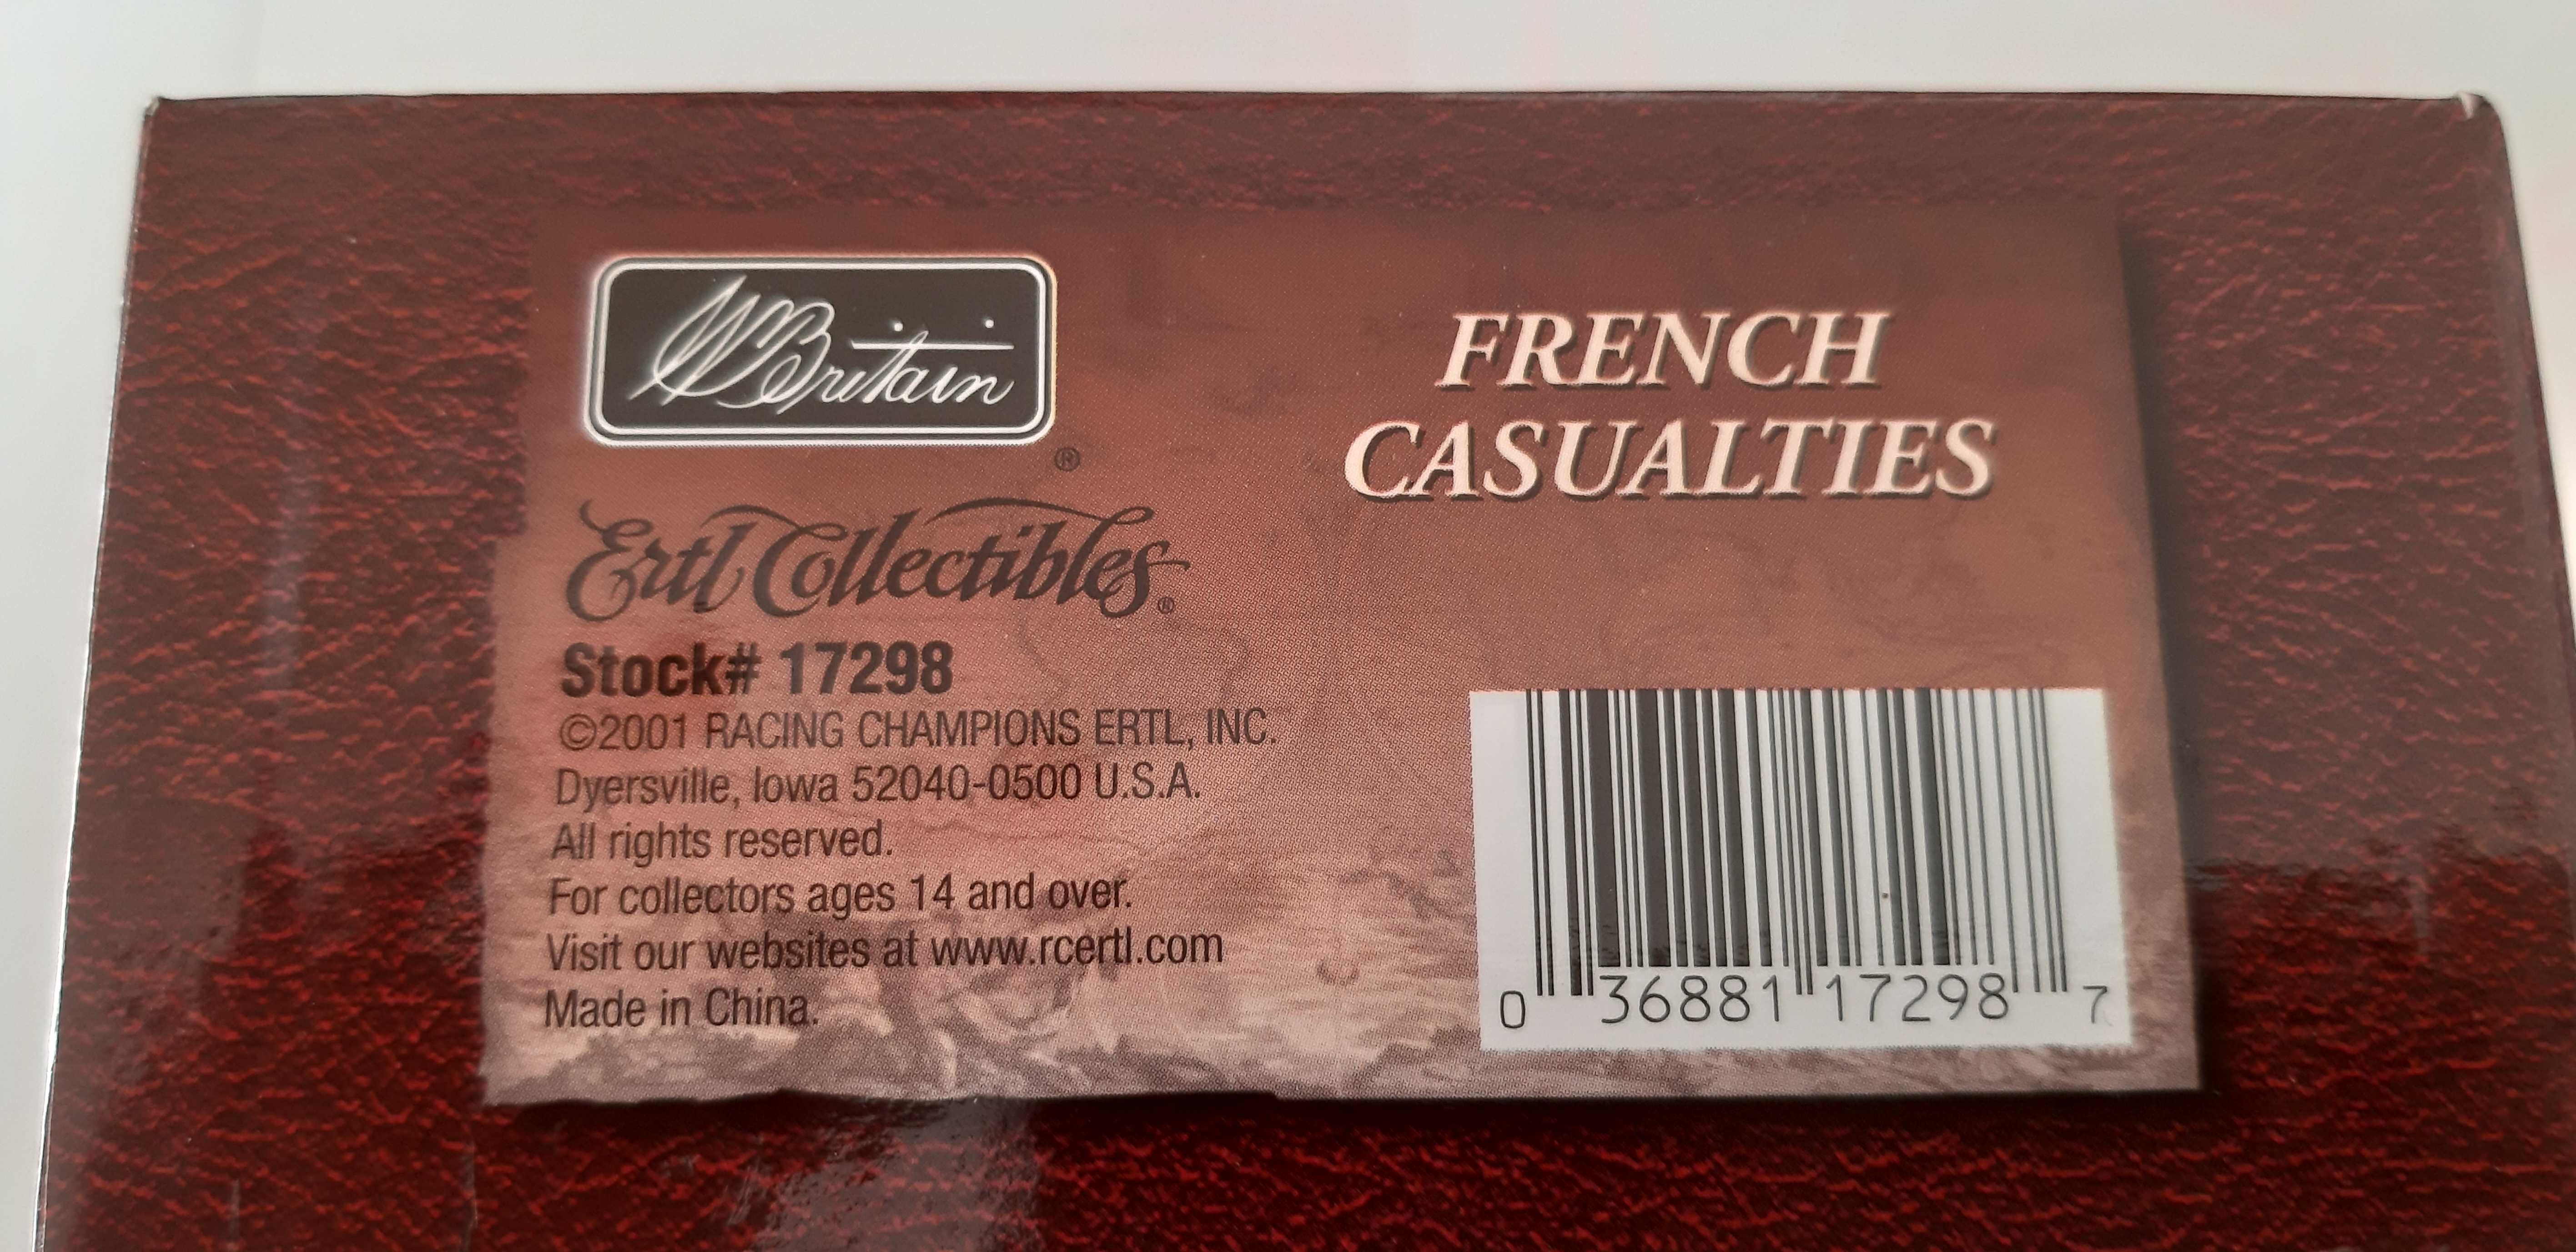 WBritain
®
Ertl Collectibles®
Stock# 17298
©2001 RACING CHAMPIONS ERTL, INC.
Dyersville, Iowa 52040-0500 U.S.A.
All rights reserved.
For collectors ages 14 and over.
Visit our websites at www.rcertl.com
Made in China.
FRENCH
CASUALTIES
0 36881 17298 7